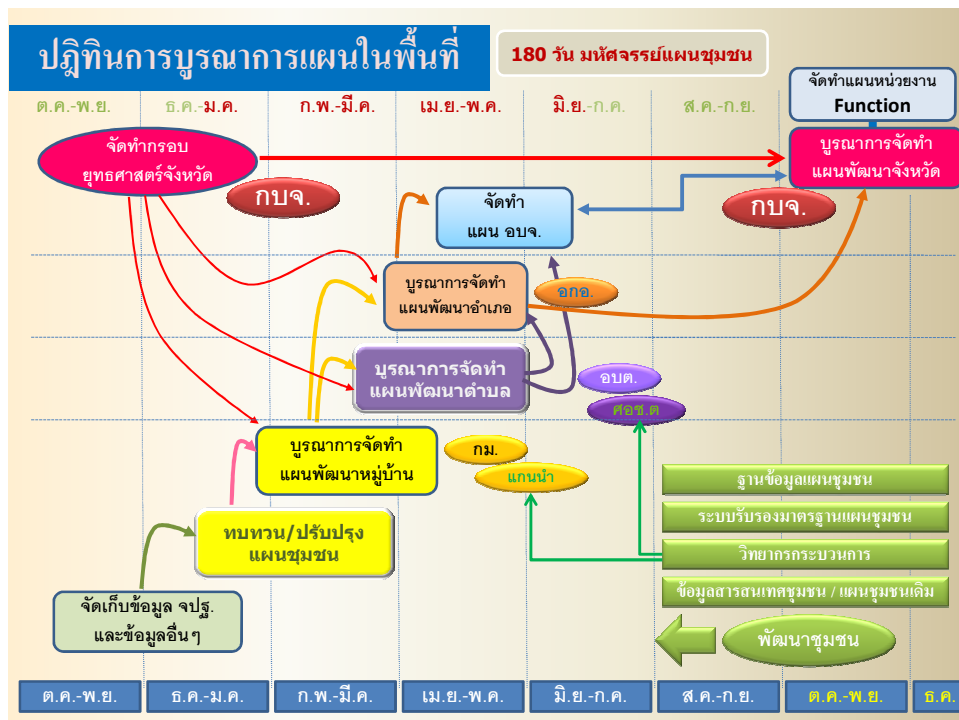 ปฎิทินการบูรณาการแผนในพื้นที่
180 วัน มหัศจรรย์แผนชุมชน
จัดทำแผนหน่วยงาน
Function
ต.ค.-พ.ย.
ธ.ค.-ม.ค.
ก.พ.-มี.ค.
เม.ย.-พ.ค.
มิ.ย.-ก.ค.
ส.ค.-ก.ย.
จัดทำกรอบ
ยุทธศาสตร์จังหวัด
กบจ.
บูรณาการจัดทำ
แผนพัฒนาจังหวัด
กบจ.
จัดทำ
แผน อบจ.
บูรณาการจัดทำ
แผนพัฒนาอำเภอ
อกอ.
บูรณาการจัดทำ
แผนพัฒนาตำบล
อบต.
ศอช.ต
บูรณาการจัดทำ
แผนพัฒนาหมู่บ้าน
กม.
แกนนำ
ฐานข้อมูลแผนชุมชน
ระบบรับรองมาตรฐานแผนชุมชน
วิทยากรกระบวนการ
ข้อมูลสารสนเทศชุมชน / แผนชุมชนเดิม
ทบทวน/ปรับปรุง
แผนชุมชน
จัดเก็บข้อมูล จปฐ.
และข้อมูลอื่นๆ
พัฒนาชุมชน
ต.ค.-พ.ย.
ธ.ค.-ม.ค.
ก.พ.-มี.ค.
เม.ย.-พ.ค.
มิ.ย.-ก.ค.
ส.ค.-ก.ย.
ต.ค.-พ.ย.
ธ.ค.